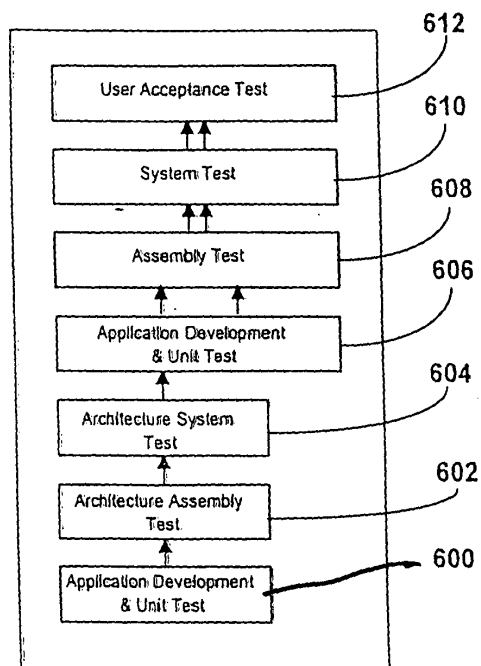 612
User Acceptance Test
610
System Test
608
Assembly Test
606
Application Development
& Unit Test
604
Architecture System
Test
602
Architecture Assembly
Test
600
Application Development
& Unit Test